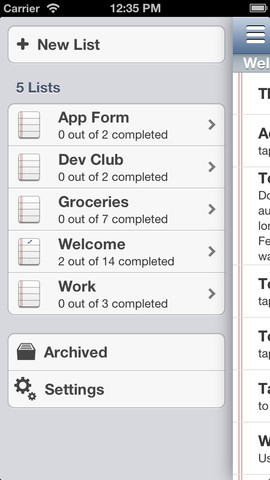 Carrier 12:35 PM
+ New List
5 Lists
App Form
0 out of 2 completed
Dev Club
0 out of 2 completed
Groceries
0 out of 7 completed
Welcome
2 out of 14 completed
Work
0 out of 3 completed
Archived
Settings
Wel
Th
tap
To
Do
au
lon
Fe
wa
To
tap
To
tap
Ta
to
W
Us